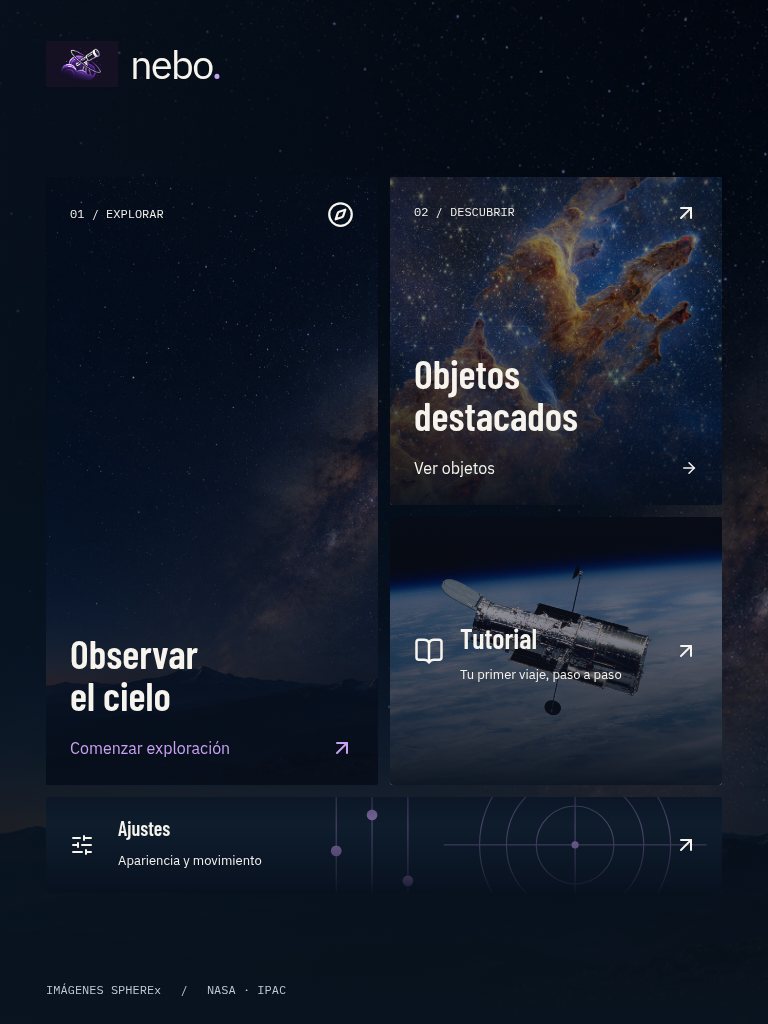 nebo.
01 / EXPLORAR
Observar
el cielo
Comenzar exploración
02 / DESCUBRIR
Objetos
destacados
Ver objetos
Tutorial
Tu primer viaje, paso a paso
Ajustes
Apariencia y movimiento
IMÁGENES SPHEREx / NASA · IPAC